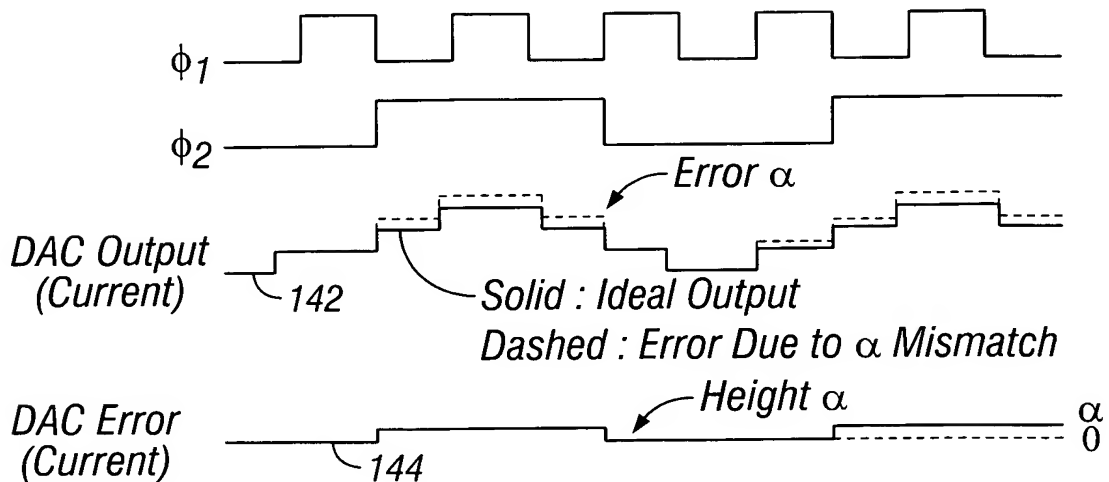 ϕ1
ϕ2
Error α
DAC Output
(Current)
142
Solid : Ideal Output
Dashed : Error Due to α Mismatch
DAC Error
(Current)
144
Height α
α
0